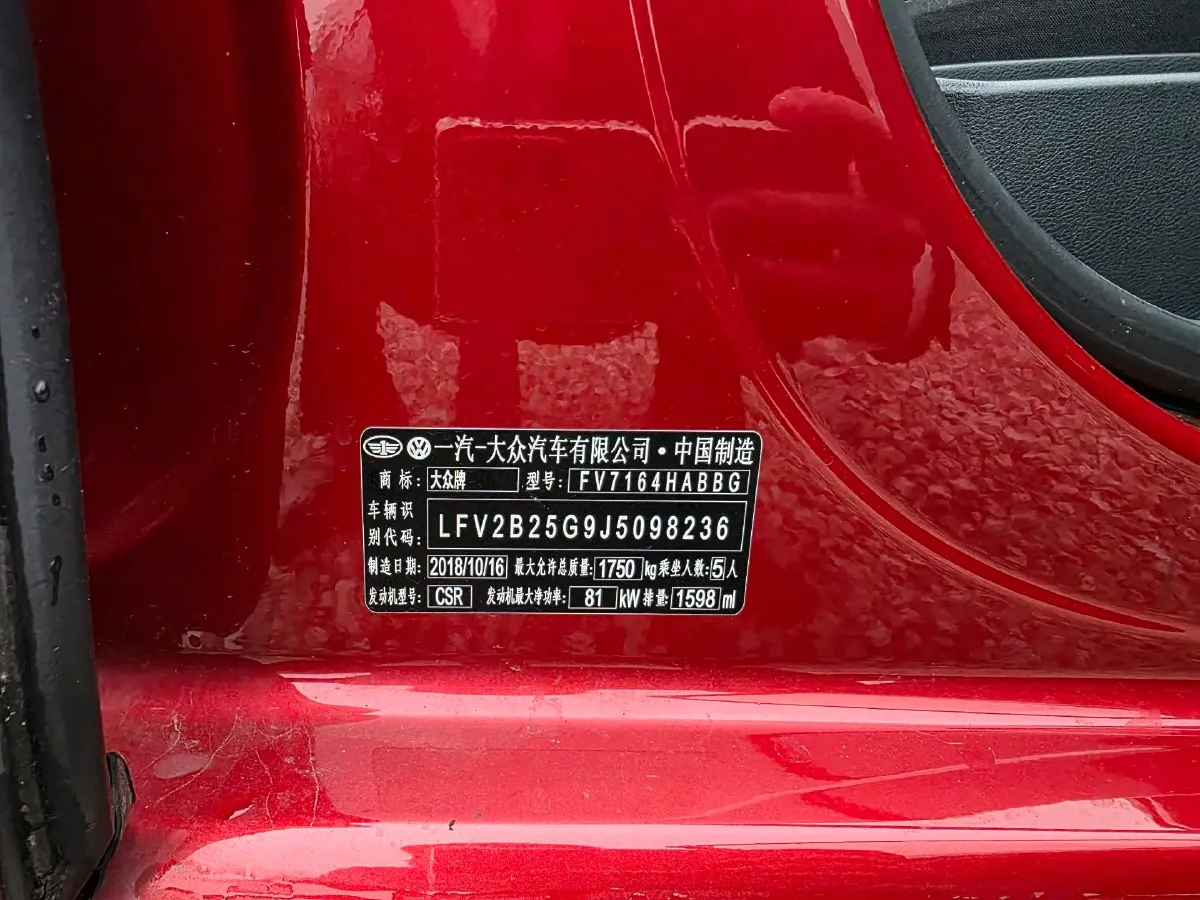 一汽-大众汽车有限公司·中国制造
商标: 大众牌 型号: FV7164HABBG
车辆识别代码: LFV2B25G9J5098236
制造日期: 2018/10/16 最大允许总质量: 1750 kg 乘坐人数: 5 人
发动机型号: CSR 发动机最大净功率: 81 kW 排量: 1598 ml